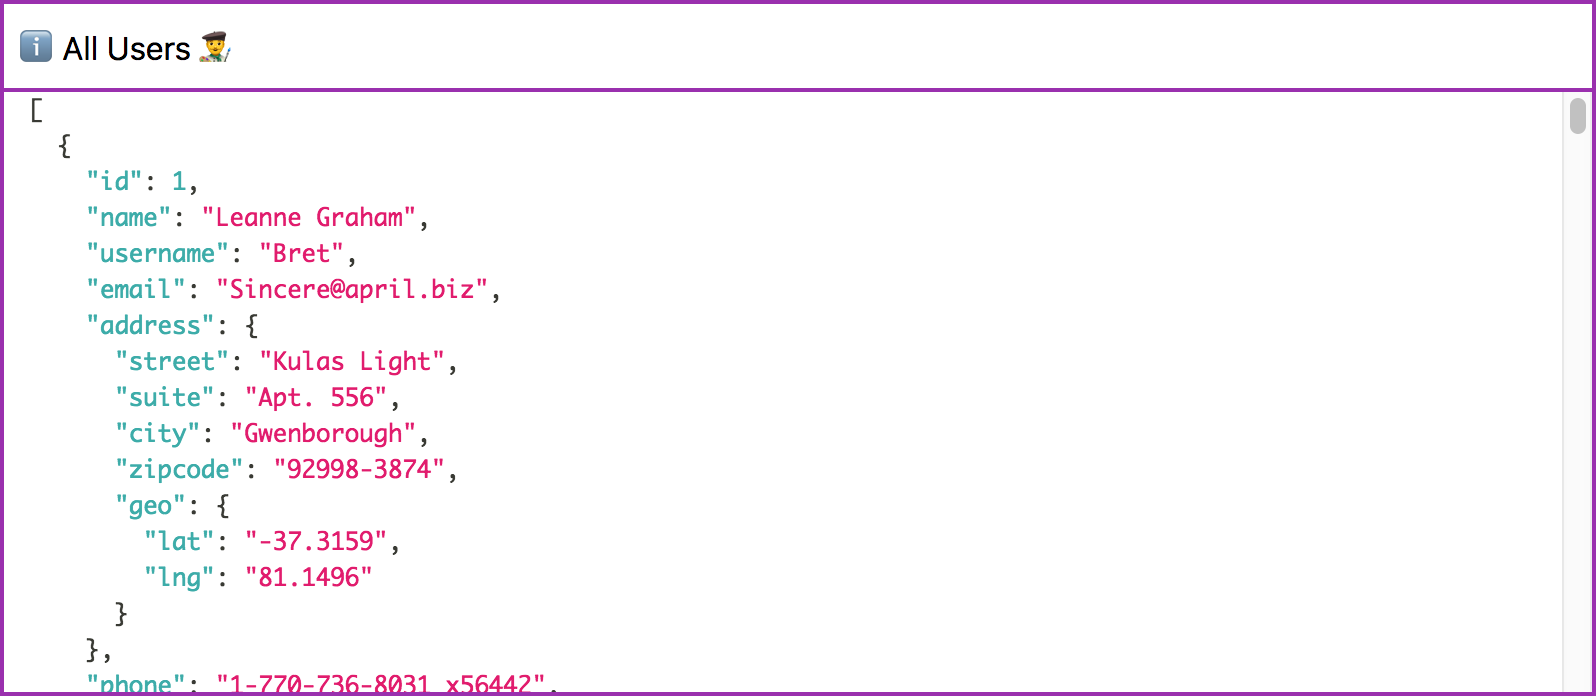 ℹ️ All Users 👨‍🎨
[
  {
    "id": 1,
    "name": "Leanne Graham",
    "username": "Bret",
    "email": "Sincere@april.biz",
    "address": {
      "street": "Kulas Light",
      "suite": "Apt. 556",
      "city": "Gwenborough",
      "zipcode": "92998-3874",
      "geo": {
        "lat": "-37.3159",
        "lng": "81.1496"
      }
    },
    "phone": "1-770-736-8031 x56442",